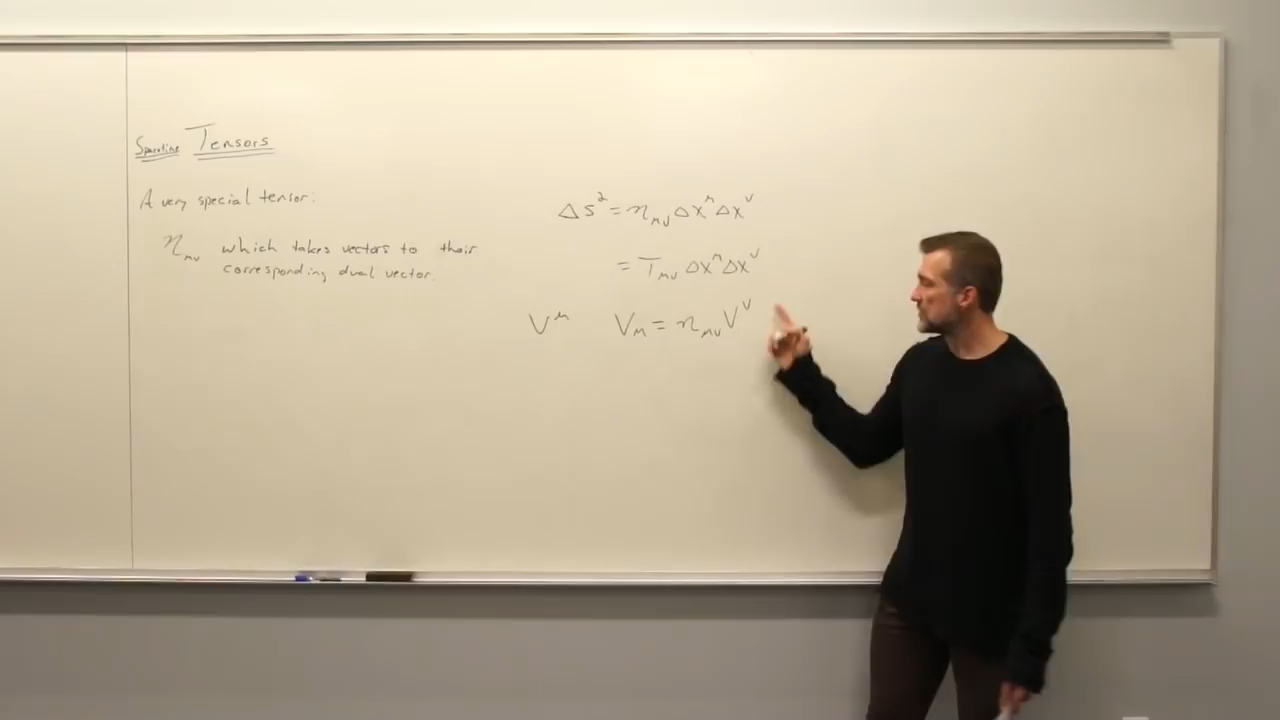 Spacetime Tensors
A very special tensor:
η_μν which takes vectors to their
corresponding dual vector.
Δs² = η_μν Δx^μ Δx^ν
= T_μν Δx^μ Δx^ν
V^μ V_μ = η_μν V^ν